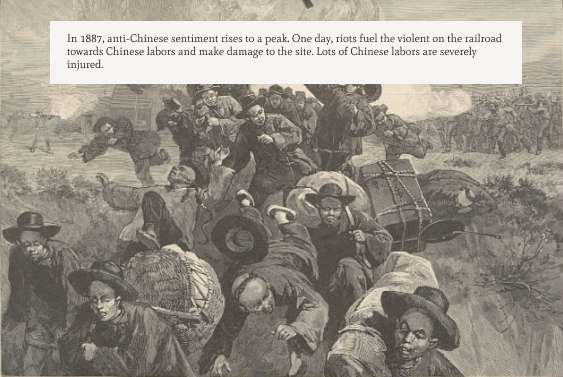 In 1887, anti-Chinese sentiment rises to a peak. One day, riots fuel the violent on the railroad
towards Chinese labors and make damage to the site. Lots of Chinese labors are severely
injured.